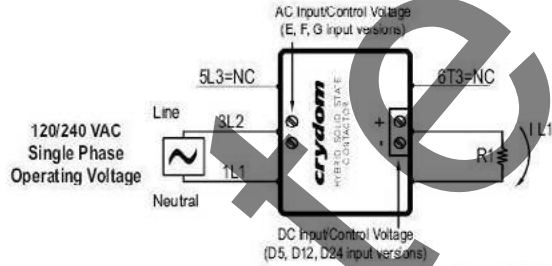 AC Input/Control Voltage
(E, F, G input versions)
5L3=NC
6T3=NC
Line
3L2
120/240 VAC
Single Phase
Operating Voltage
1L1
Neutral
crydom
HYBRID SOLID STATE
CONTACTOR
+
-
R1
IL1
DC Input/Control Voltage
(D5, D12, D24 input versions)